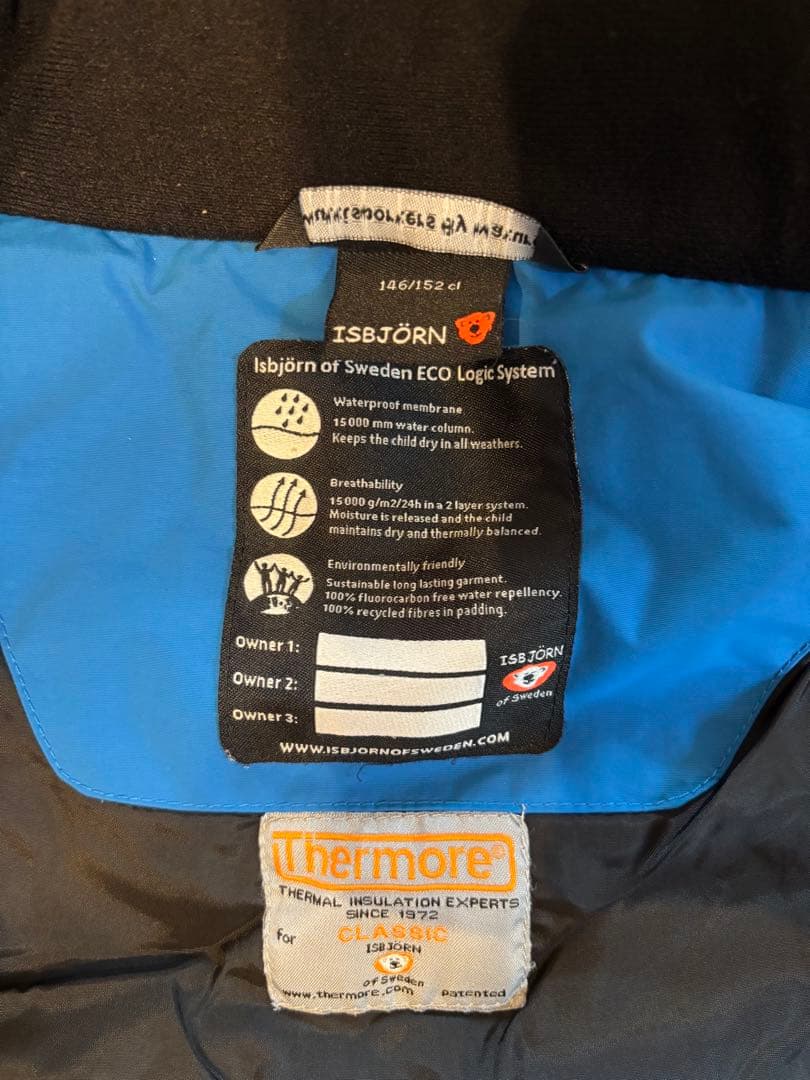 By
146/152 cl
ISBJÖRN
Isbjörn of Sweden ECO Logic System
Waterproof membrane
15000 mm water column.
Keeps the child dry in all weathers.
Breathability
15000 g/m2/24h in a 2 layer system.
Moisture is released and the child
maintains dry and thermally balanced.
Environmentally friendly
Sustainable long lasting garment.
100% fluorocarbon free water repellency.
100% recycled fibres in padding.
Owner 1:
Owner 2:
Owner 3:
ISBJÖRN
of Sweden
WWW.ISBJORNOFSWEDEN.COM
Thermore®
THERMAL INSULATION EXPERTS
SINCE 1972
for CLASSIC
ISBJÖRN
of Sweden
www.thermore.com Patented